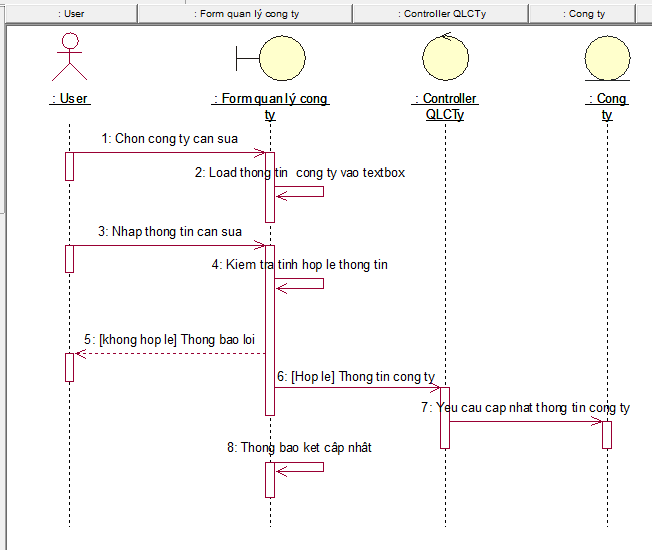 : User
: Form quan lý cong ty
: Controller QLCTy
: Cong ty
: User
: Form quan lý cong
ty
: Controller
QLCTy
: Cong
ty
1: Chon cong ty can sua
2: Load thong tin cong ty vao textbox
3: Nhap thong tin can sua
4: Kiem tra tinh hop le thong tin
5: [khong hop le] Thong bao loi
6: [Hop le] Thong tin cong ty
7: Yeu cau cap nhat thong tin cong ty
8: Thong bao ket câp nhât